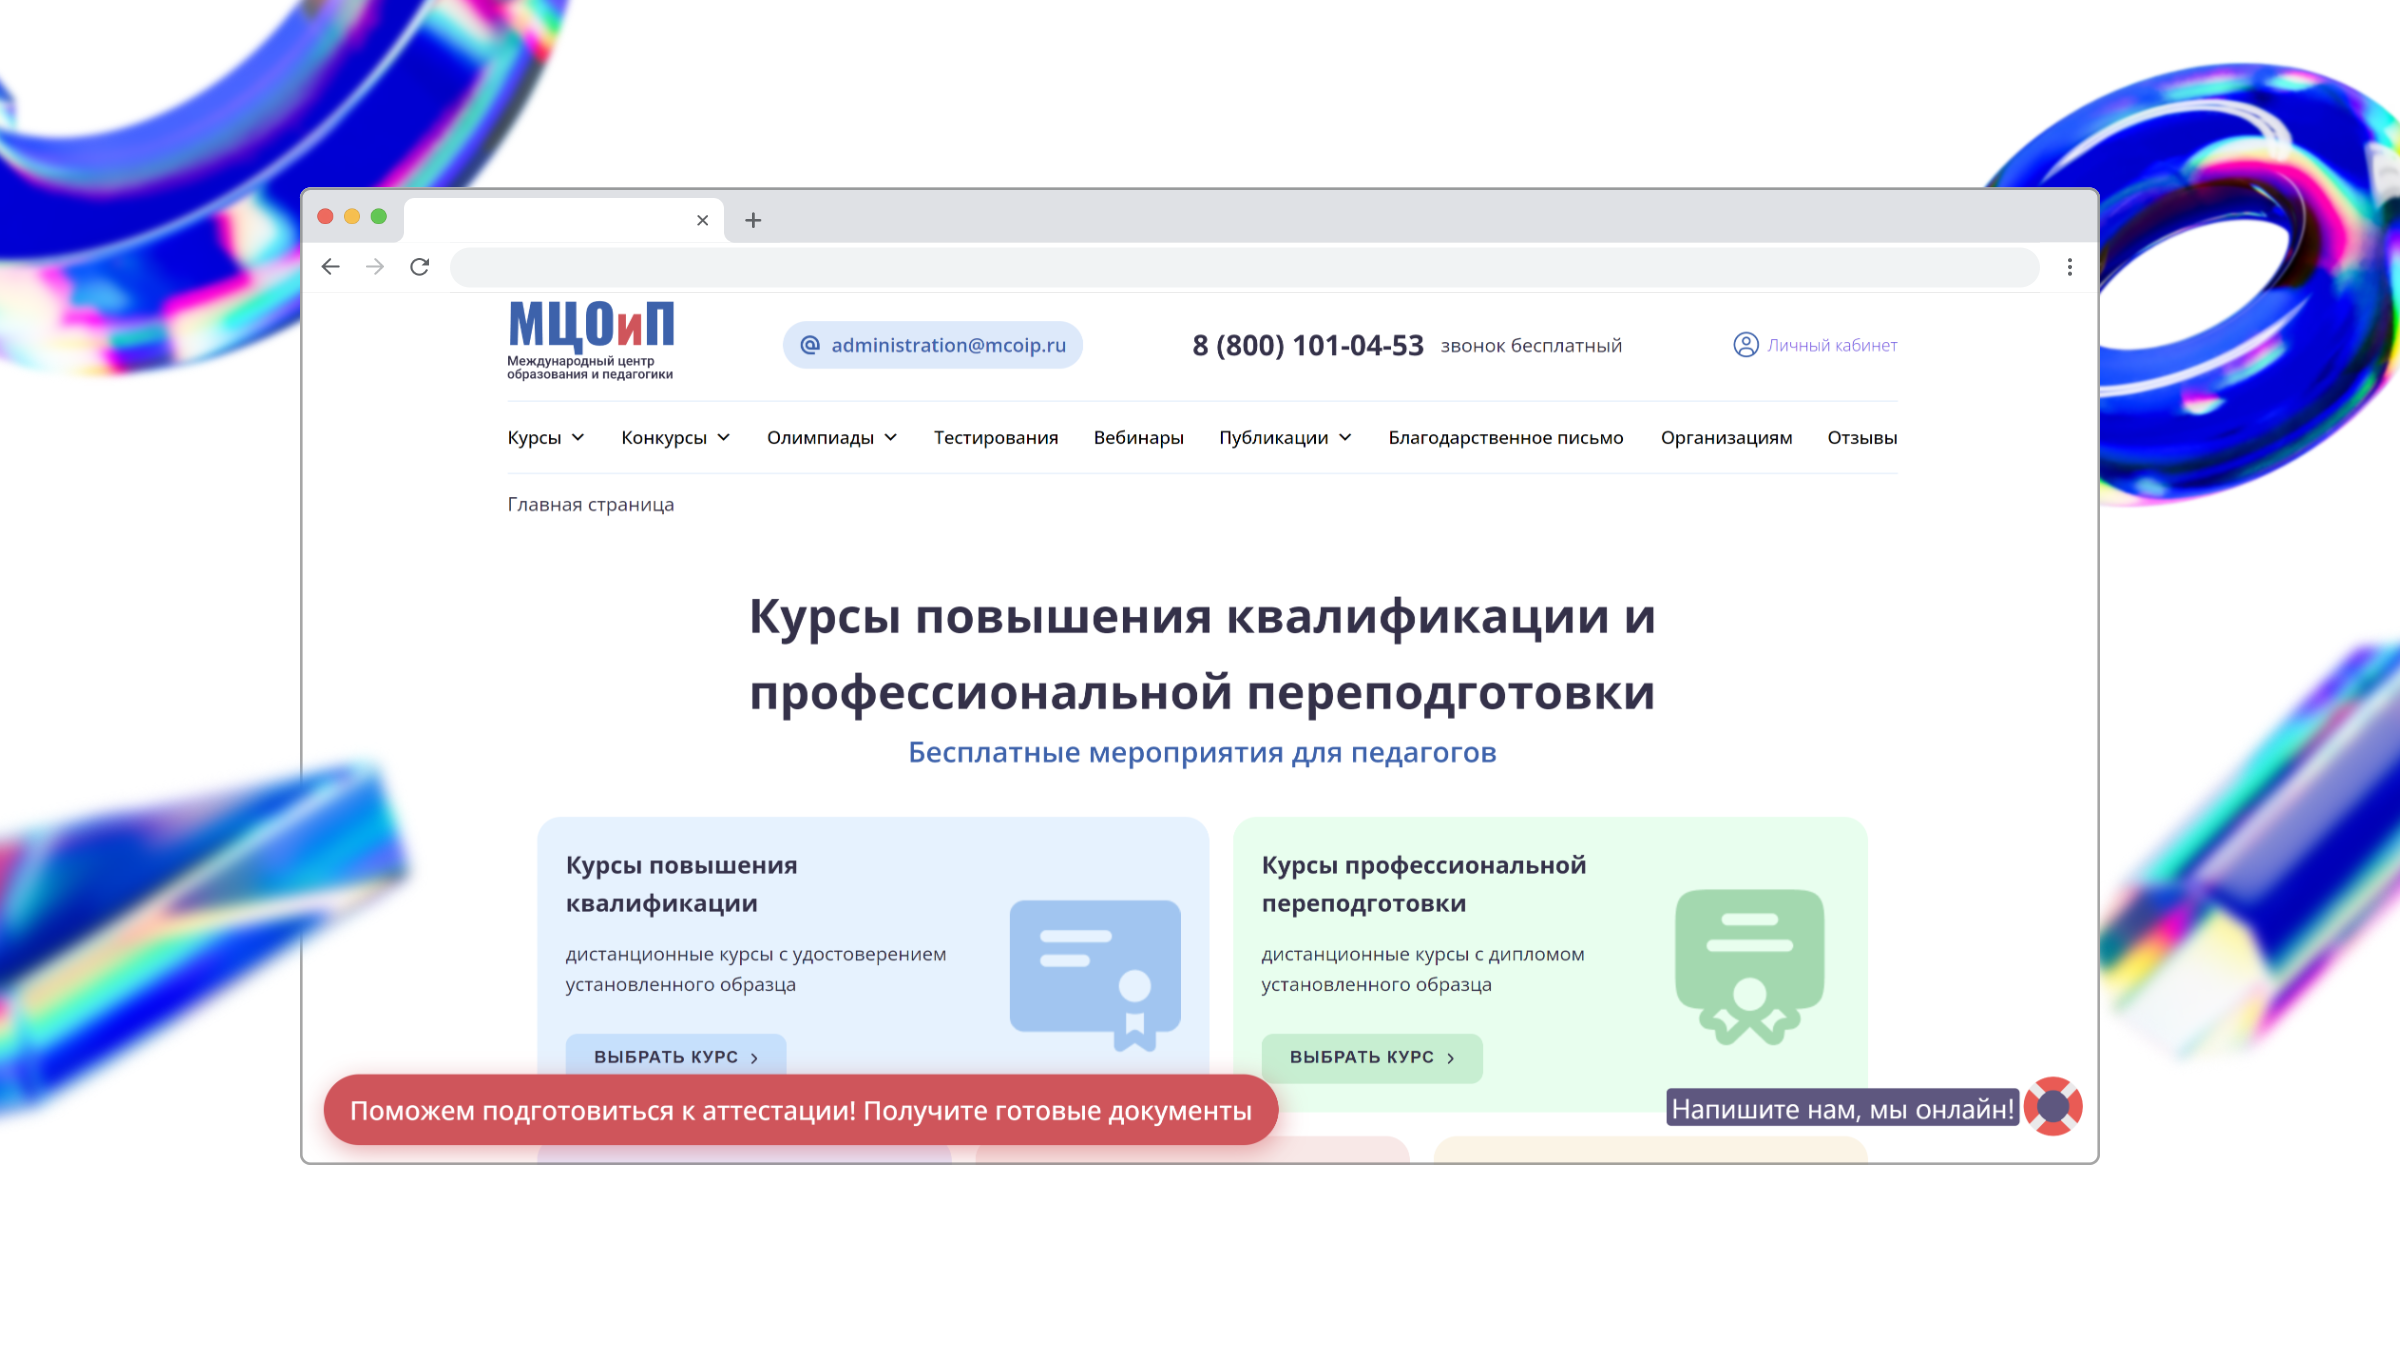 МЦОиП
Международный центр
образования и педагогики
administration@mcoip.ru
8 (800) 101-04-53 звонок бесплатный
Личный кабинет
Курсы Конкурсы Олимпиады Тестирования Вебинары Публикации Благодарственное письмо Организациям Отзывы
Главная страница
Курсы повышения квалификации и
профессиональной переподготовки
Бесплатные мероприятия для педагогов
Курсы повышения
квалификации
дистанционные курсы с удостоверением
установленного образца
ВЫБРАТЬ КУРС
Курсы профессиональной
переподготовки
дистанционные курсы с дипломом
установленного образца
ВЫБРАТЬ КУРС
Поможем подготовиться к аттестации! Получите готовые документы
Напишите нам, мы онлайн!